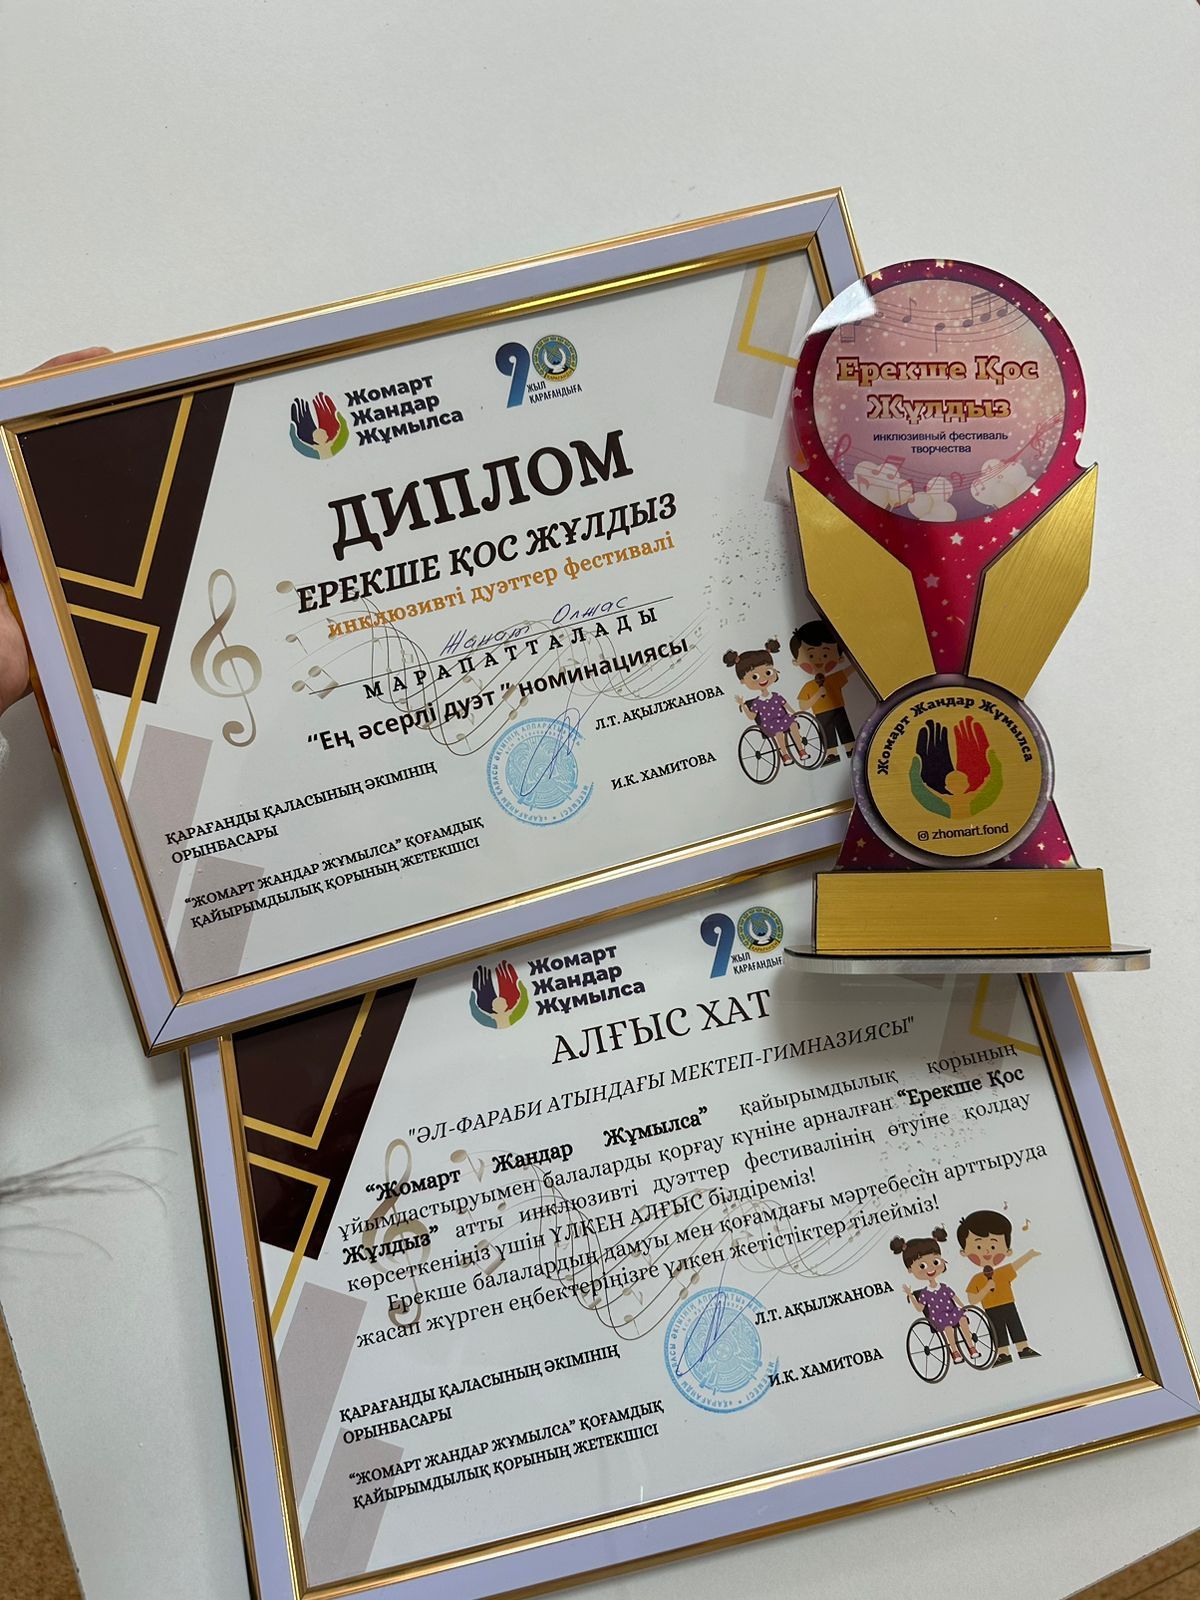 Жомарт
Жандар
Жұмылса
90
ЖЫЛ
ҚАРАҒАНДЫҒА
ДИПЛОМ
ЕРЕКШЕ ҚОС ЖҰЛДЫЗ
инклюзивті дуэттер фестивалі
Жанат Олжас
МАРАПАТТАЛАДЫ
“Ең әсерлі дуэт ” номинациясы
ҚАРАҒАНДЫ ҚАЛАСЫНЫҢ ӘКІМІНІҢ
ОРЫНБАСАРЫ
Л.Т. АҚЫЛЖАНОВА
“ЖОМАРТ ЖАНДАР ЖҰМЫЛСА” ҚОҒАМДЫҚ
ҚАЙЫРЫМДЫЛЫҚ ҚОРЫНЫҢ ЖЕТЕКШІСІ
И.К. ХАМИТОВА
Ерекше Қос
Жұлдыз
инклюзивный фестиваль
творчества
Жомарт Жандар Жұмылса
zhomart.fond
Жомарт
Жандар
Жұмылса
90
ЖЫЛ
ҚАРАҒАНДЫҒА
АЛҒЫС ХАТ
"ӘЛ-ФАРАБИ АТЫНДАҒЫ МЕКТЕП-ГИМНАЗИЯСЫ"
“Жомарт Жандар Жұмылса” қайырымдылық қорының
ұйымдастыруымен балаларды қорғау күніне арналған “Ерекше Қос
Жұлдыз” атты инклюзивті дуэттер фестивалінің өтуіне қолдау
көрсеткеніңіз үшін ҮЛКЕН АЛҒЫС білдіреміз!
Ерекше балалардың дамуы мен қоғамдағы мәртебесін арттыруда
жасап жүрген еңбектеріңізге үлкен жетістіктер тілейміз!
ҚАРАҒАНДЫ ҚАЛАСЫНЫҢ ӘКІМІНІҢ
ОРЫНБАСАРЫ
Л.Т. АҚЫЛЖАНОВА
“ЖОМАРТ ЖАНДАР ЖҰМЫЛСА” ҚОҒАМДЫҚ
ҚАЙЫРЫМДЫЛЫҚ ҚОРЫНЫҢ ЖЕТЕКШІСІ
И.К. ХАМИТОВА